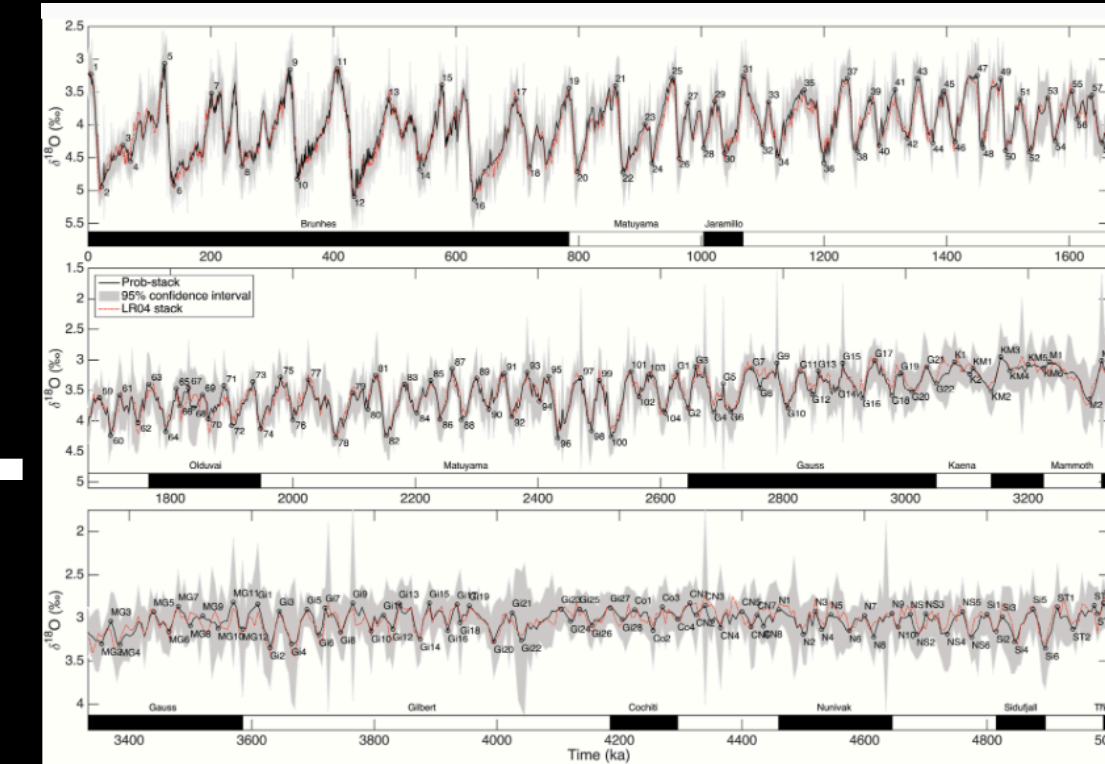 2.5
3
3.5
4
4.5
5
5.5
δ18O (‰)
1 2 3 4 5 6 7 8 9 10 11 12 13 14 15 16 17 18 19 20 21 22 23 24 25 26 27 28 29 30 31 32 33 34 35 36 37 38 39 40 41 42 43 44 45 46 47 48 49 50 51 52 53 54 55 56 57
Brunhes Matuyama Jaramillo
0 200 400 600 800 1000 1200 1400 1600
1.5
2
2.5
3
3.5
4
4.5
5
δ18O (‰)
Prob-stack
95% confidence interval
LR04 stack
59 60 61 62 63 64 65 66 67 68 69 70 71 72 73 74 75 76 77 78 79 80 81 82 83 84 85 86 87 88 89 90 91 92 93 94 95 96 97 98 99 100 101 102 103 104 G1 G2 G3 G4 G5 G6 G7 G8 G9 G10 G11 G12 G13 G14 G15 G16 G17 G18 G19 G20 G21 G22 K1 K2 KM1 KM2 KM3 KM4 KM5 KM6 M1 M2
Olduvai Matuyama Gauss Kaena Mammoth
1800 2000 2200 2400 2600 2800 3000 3200
2
2.5
3
3.5
4
δ18O (‰)
MG3 MG2 MG4 MG5 MG6 MG7 MG8 MG9 MG10 MG11 MG12 Gi1 Gi2 Gi3 Gi4 Gi5 Gi6 Gi7 Gi8 Gi9 Gi10 Gi11 Gi12 Gi13 Gi14 Gi15 Gi16 Gi17 Gi18 Gi19 Gi20 Gi21 Gi22 Gi23 Gi24 Gi25 Gi26 Gi27 Gi28 Co1 Co2 Co3 Co4 CN1 CN2 CN3 CN4 CN5 CN6 CN7 CN8 N1 N2 N3 N4 N5 N6 N7 N8 N9 N10 NS1 NS2 NS3 NS4 NS5 NS6 Si1 Si2 Si3 Si4 Si5 Si6 ST1 ST2
Gauss Gilbert Cochiti Nunivak Sidufjall
3400 3600 3800 4000 4200 4400 4600 4800
Time (ka)